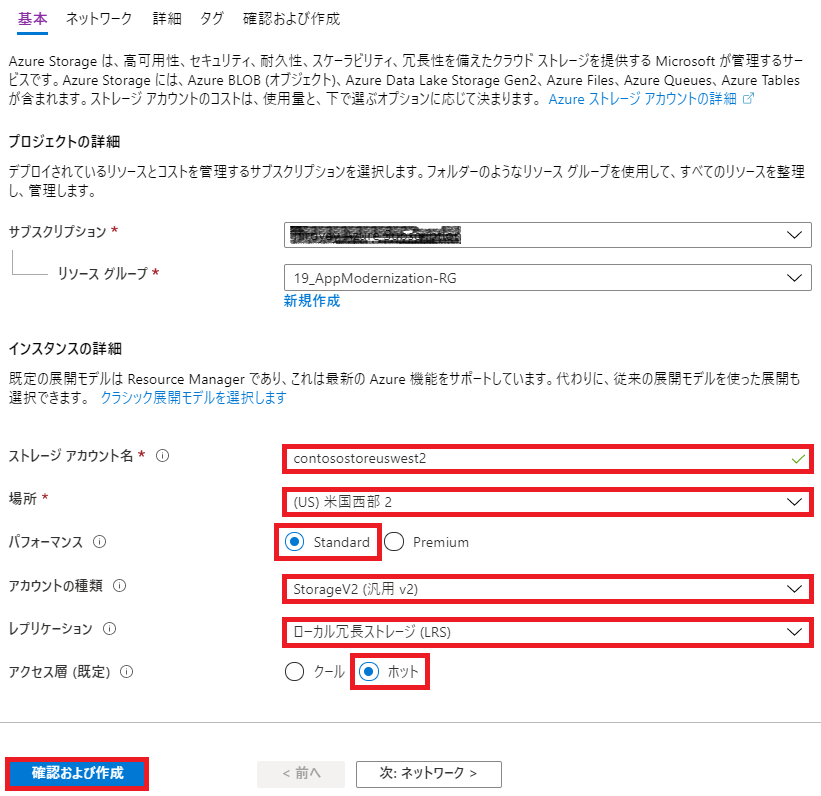 基本 ネットワーク 詳細 タグ 確認および作成
Azure Storage は、高可用性、セキュリティ、耐久性、スケーラビリティ、冗長性を備えたクラウド ストレージを提供する Microsoft が管理するサー
ビスです。Azure Storage には、Azure BLOB (オブジェクト)、Azure Data Lake Storage Gen2、Azure Files、Azure Queues、Azure Tables
が含まれます。ストレージ アカウントのコストは、使用量と、下で選ぶオプションに応じて決まります。 Azure ストレージ アカウントの詳細
プロジェクトの詳細
デプロイされているリソースとコストを管理するサブスクリプションを選択します。フォルダーのようなリソース グループを使用して、すべてのリソースを整理
し、管理します。
サブスクリプション *
リソース グループ * 19_AppModernization-RG
新規作成
インスタンスの詳細
既定の展開モデルは Resource Manager であり、これは最新の Azure 機能をサポートしています。代わりに、従来の展開モデルを使った展開も
選択できます。 クラシック展開モデルを選択します
ストレージ アカウント名 * contosostoreuswest2
場所 * (US) 米国西部 2
パフォーマンス Standard Premium
アカウントの種類 StorageV2 (汎用 v2)
レプリケーション ローカル冗長ストレージ (LRS)
アクセス層 (既定) クール ホット
確認および作成 < 前へ 次: ネットワーク >